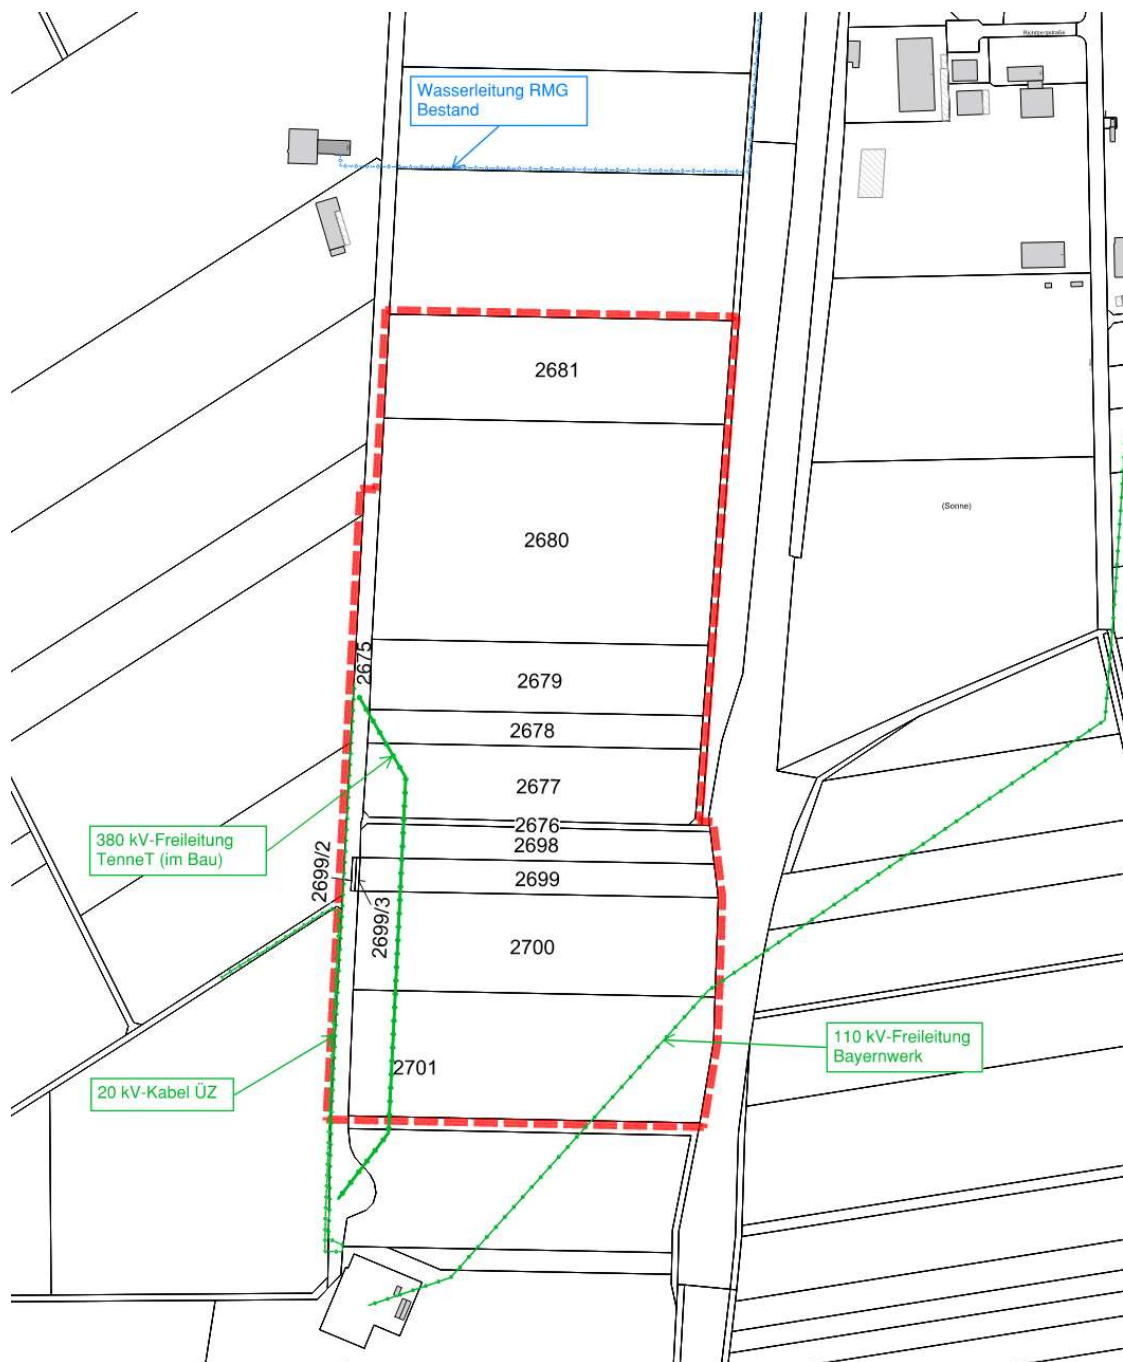 Richtbergstraße
Wasserleitung RMG
Bestand
2681
2680
(Sonne)
2675
2679
2678
2677
2676
380 kV-Freileitung
TenneT (im Bau)
2698
2699/2
2699
2699/3
2700
110 kV-Freileitung
Bayernwerk
2701
20 kV-Kabel ÜZ